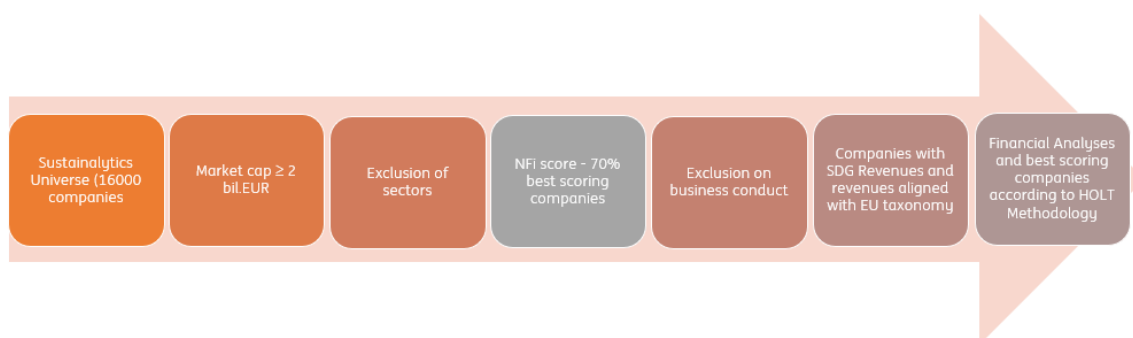 Sustainalytics
Universe (16000
companies
Market cap ≥ 2
bil.EUR
Exclusion of
sectors
NFi score - 70%
best scoring
companies
Exclusion on
business conduct
Companies with
SDG Revenues and
revenues aligned
with EU taxonomy
Financial Analyses
and best scoring
companies
according to HOLT
Methodology